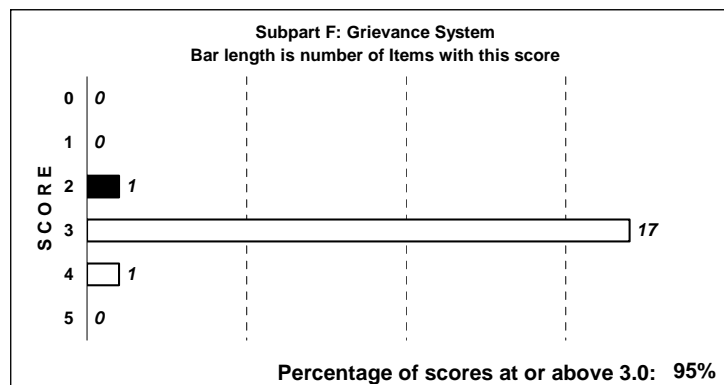 Subpart F: Grievance System
Bar length is number of Items with this score
SCORE
0 0
1 0
2 1
3 17
4 1
5 0
Percentage of scores at or above 3.0: 95%